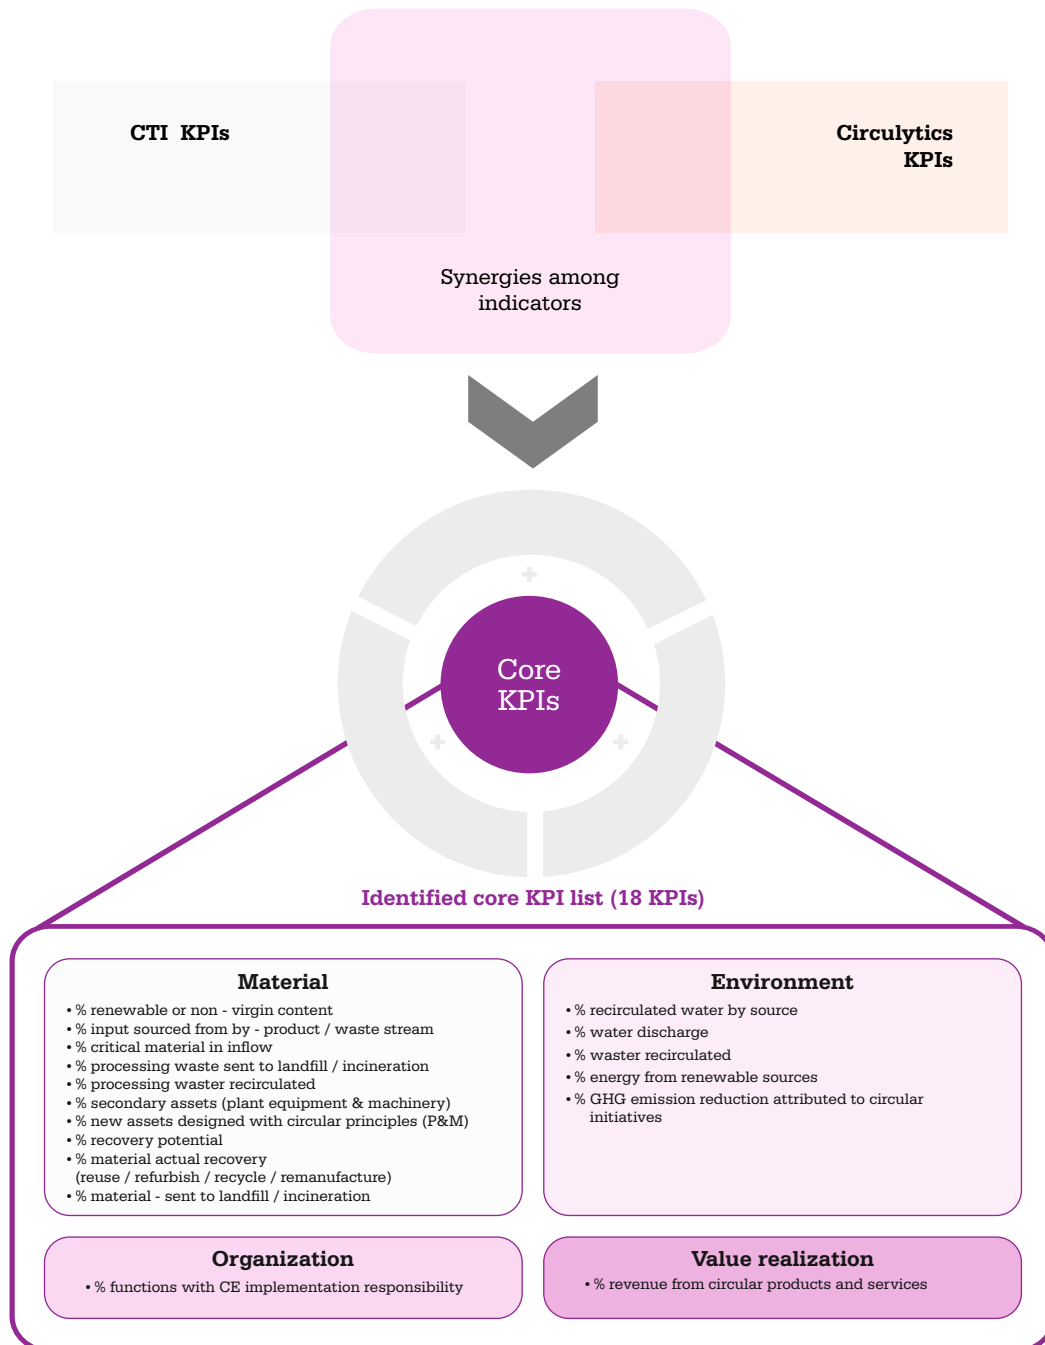 CTI KPIs
Circulytics
KPIs
Synergies among
indicators
Core
KPIs
Identified core KPI list (18 KPIs)
Material
• % renewable or non - virgin content
• % input sourced from by - product / waste stream
• % critical material in inflow
• % processing waste sent to landfill / incineration
• % processing waster recirculated
• % secondary assets (plant equipment & machinery)
• % new assets designed with circular principles (P&M)
• % recovery potential
• % material actual recovery
(reuse / refurbish / recycle / remanufacture)
• % material - sent to landfill / incineration
Environment
• % recirculated water by source
• % water discharge
• % waster recirculated
• % energy from renewable sources
• % GHG emission reduction attributed to circular
initiatives
Organization
• % functions with CE implementation responsibility
Value realization
• % revenue from circular products and services